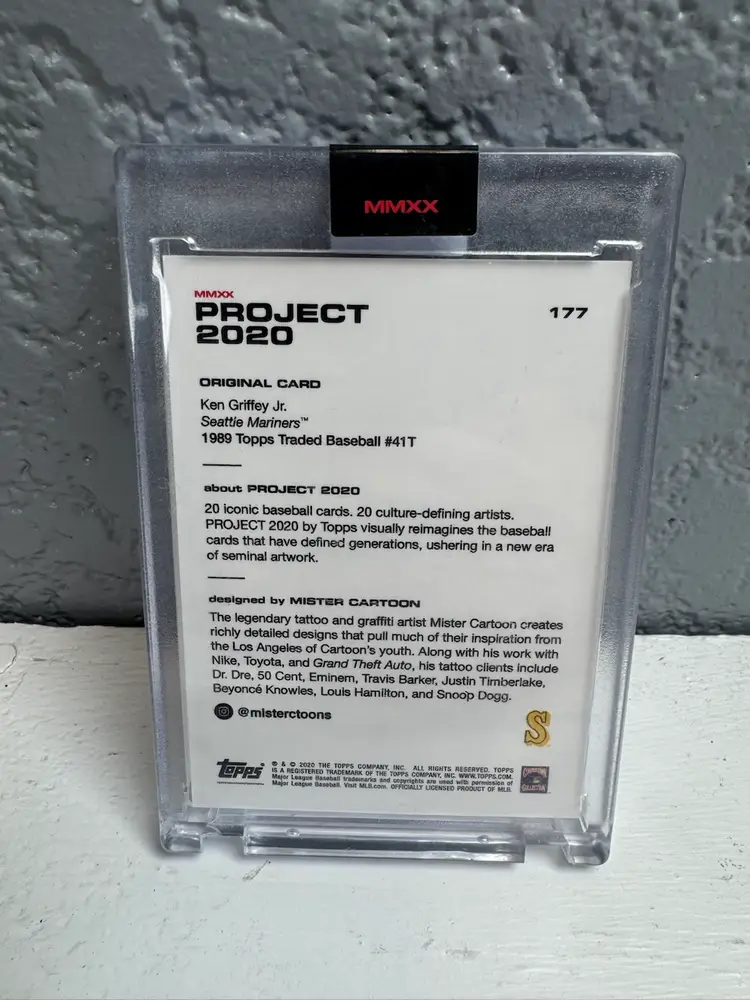 MMXX
MMXX
PROJECT
2020
177
ORIGINAL CARD
Ken Griffey Jr.
Seattle Mariners™
1989 Topps Traded Baseball #41T
about PROJECT 2020
20 iconic baseball cards. 20 culture-defining artists.
PROJECT 2020 by Topps visually reimagines the baseball
cards that have defined generations, ushering in a new era
of seminal artwork.
designed by MISTER CARTOON
The legendary tattoo and graffiti artist Mister Cartoon creates
richly detailed designs that pull much of their inspiration from
the Los Angeles of Cartoon's youth. Along with his work with
Nike, Toyota, and Grand Theft Auto, his tattoo clients include
Dr. Dre, 50 Cent, Eminem, Travis Barker, Justin Timberlake,
Beyoncé Knowles, Louis Hamilton, and Snoop Dogg.
@misterctoons
S
topps
® & © 2020 THE TOPPS COMPANY, INC. ALL RIGHTS RESERVED. TOPPS
IS A REGISTERED TRADEMARK OF THE TOPPS COMPANY, INC. WWW.TOPPS.COM.
Major League Baseball trademarks and copyrights are used with permission of
Major League Baseball. Visit MLB.com. OFFICIALLY LICENSED PRODUCT OF MLB.
COOPERSTOWN
COLLECTION